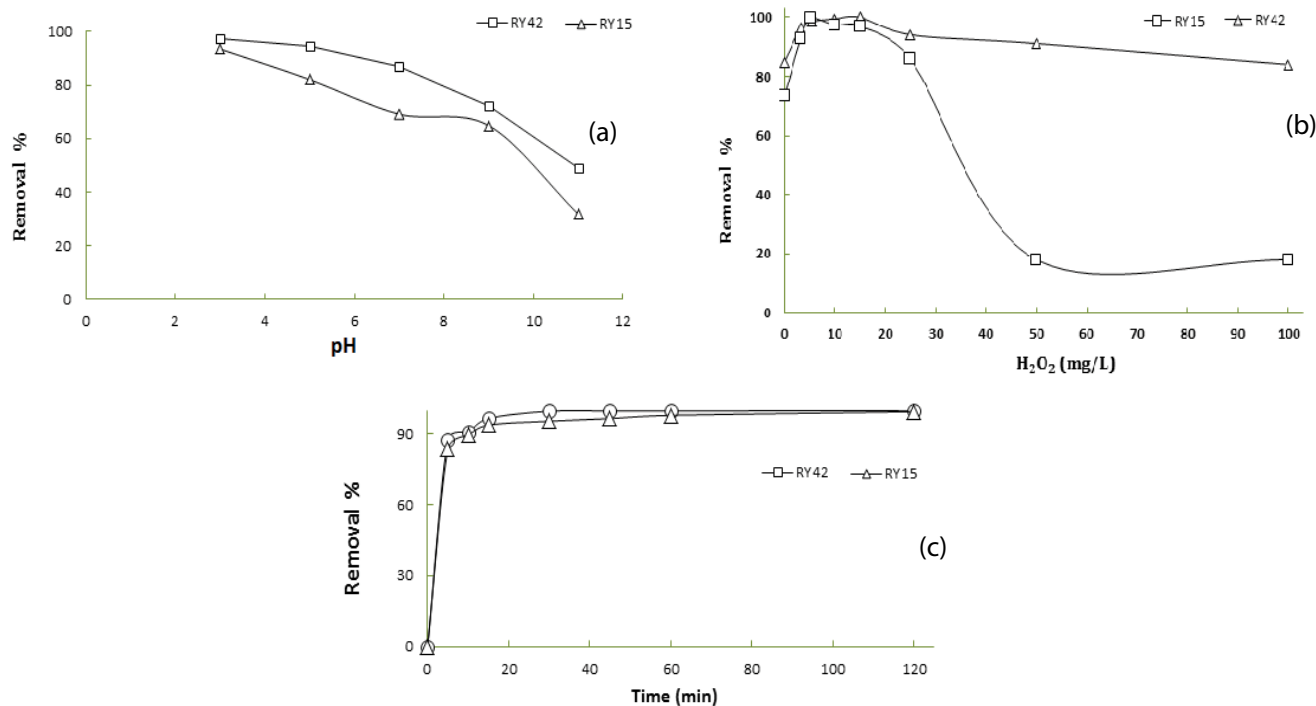 (a)
RY42 RY15
100
80
60
40
20
0
Removal %
0 2 4 6 8 10 12
pH
(b)
RY15 RY42
100
80
60
40
20
0
Removal %
0 10 20 30 40 50 60 70 80 90 100
H₂O₂ (mg/L)
(c)
RY42 RY15
90
60
30
0
Removal %
0 20 40 60 80 100 120
Time (min)